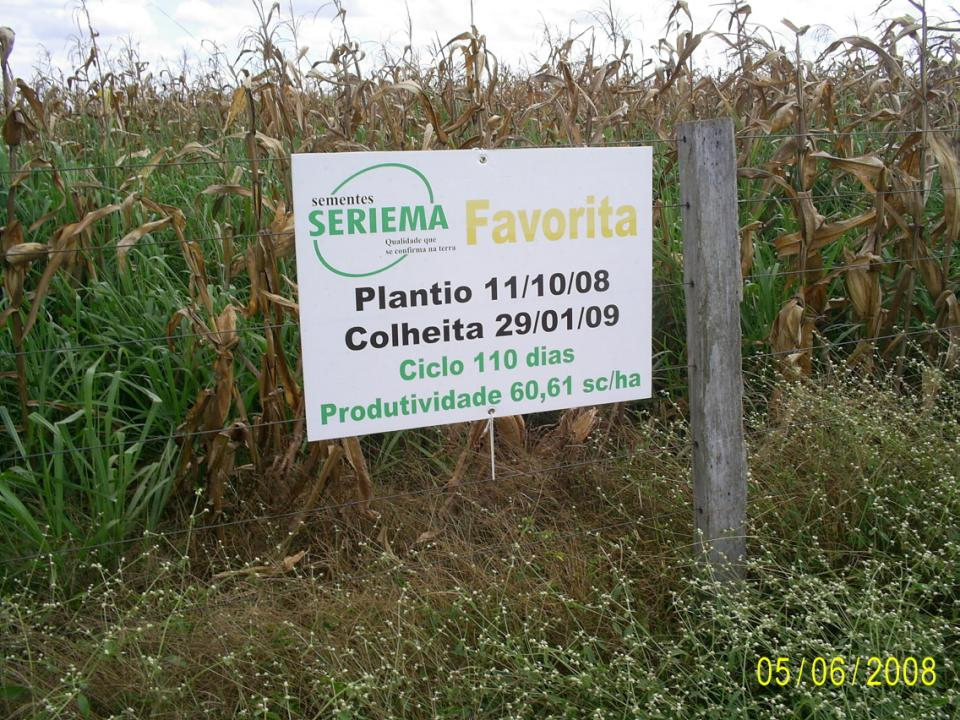 sementes
SERIEMA
Qualidade que
se confirma na terra
Favorita
Plantio 11/10/08
Colheita 29/01/09
Ciclo 110 dias
Produtividade 60,61 sc/ha
05/06/2008